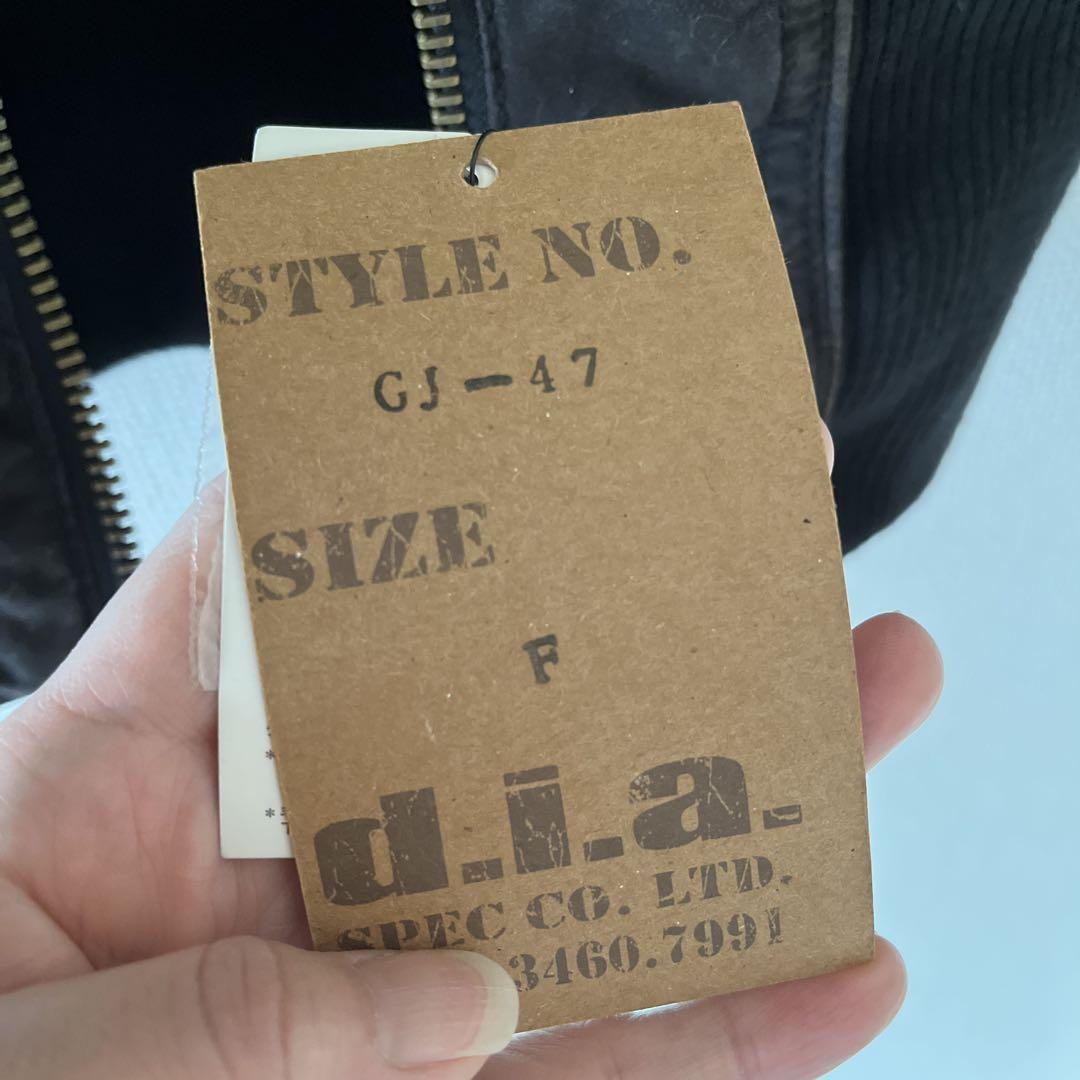 STYLE NO.
GJ-47
SIZE
F
d.i.a.
SPEC CO. LTD.
3460.7991